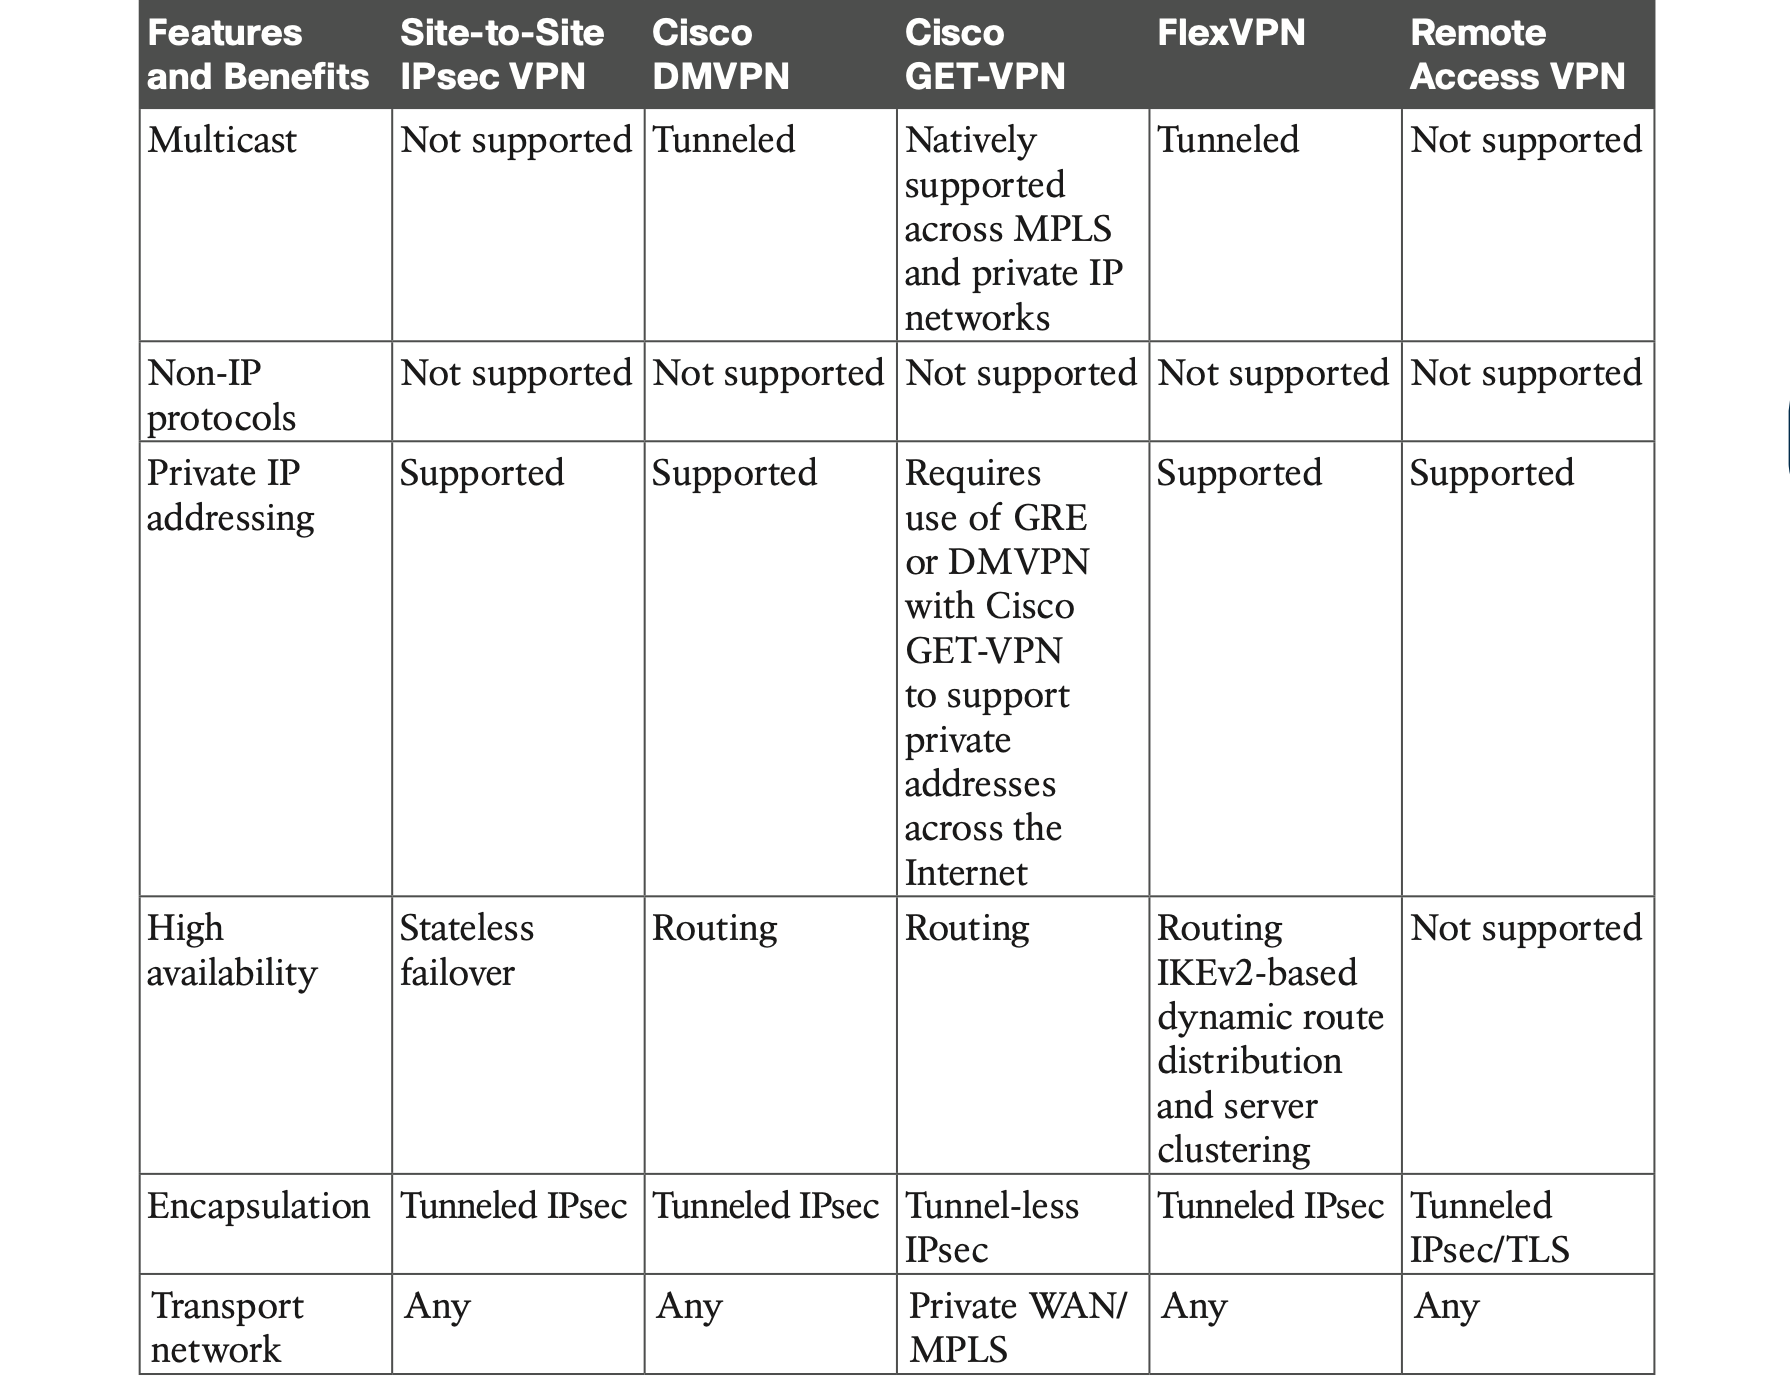 Features and Benefits | Site-to-Site IPsec VPN | Cisco DMVPN | Cisco GET-VPN | FlexVPN | Remote Access VPN
Multicast | Not supported | Tunneled | Natively supported across MPLS and private IP networks | Tunneled | Not supported
Non-IP protocols | Not supported | Not supported | Not supported | Not supported | Not supported
Private IP addressing | Supported | Supported | Requires use of GRE or DMVPN with Cisco GET-VPN to support private addresses across the Internet | Supported | Supported
High availability | Stateless failover | Routing | Routing | Routing IKEv2-based dynamic route distribution and server clustering | Not supported
Encapsulation | Tunneled IPsec | Tunneled IPsec | Tunnel-less IPsec | Tunneled IPsec | Tunneled IPsec/TLS
Transport network | Any | Any | Private WAN/MPLS | Any | Any